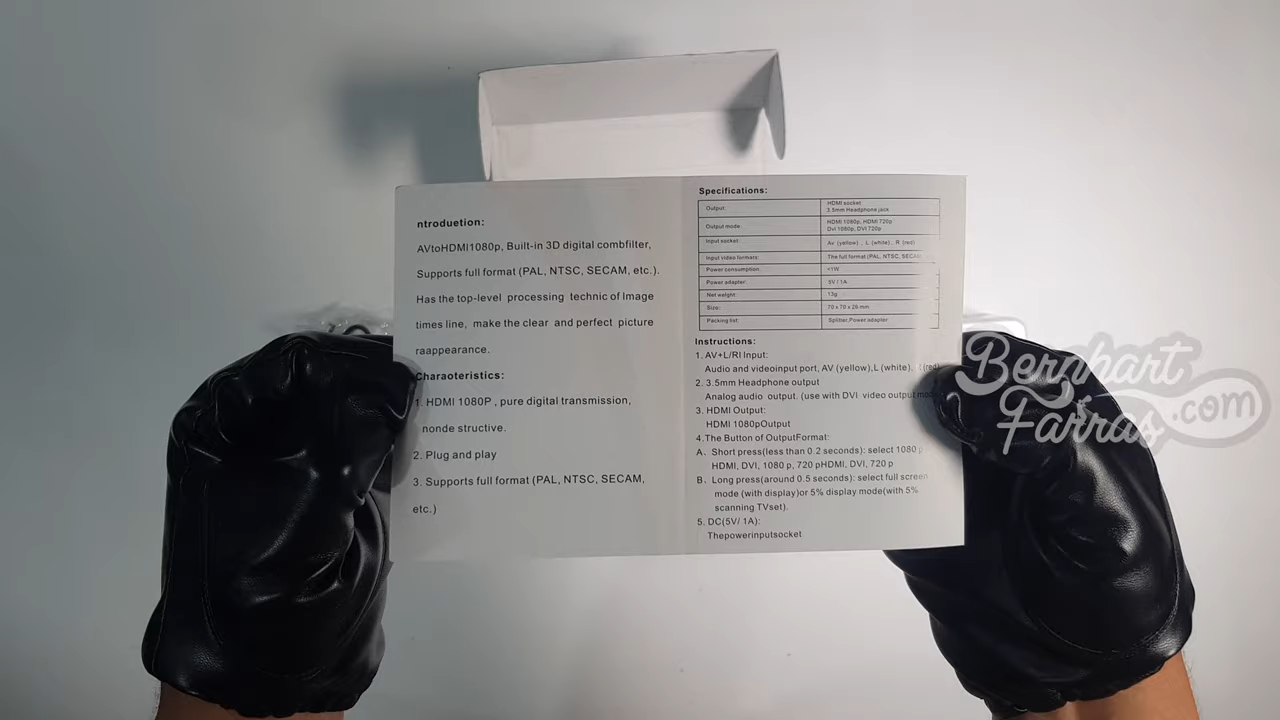 ntroduetion:
AVtoHDMI1080p, Built-in 3D digital combfilter,
Supports full format (PAL, NTSC, SECAM, etc.).
Has the top-level processing technic of Image
times line, make the clear and perfect picture
raappearance.
Charaoteristics:
1. HDMI 1080P , pure digital transmission,
nonde structive.
2. Plug and play
3. Supports full format (PAL, NTSC, SECAM,
etc.)
Specifications:
Output: HDMI socket
3.5mm Headphone jack
Output mode: HDMI 1080p, HDMI 720p
DVI 1080p, DVI 720p
Input socket: Av (yellow) , L (white) , R (red)
Input video formats: The full format (PAL, NTSC, SECAM
Power consumption: <1W
Power adapter: 5V / 1A
Net weight: 13g
Size: 70 x 70 x 26 mm
Packing list: Splitter,Power adapter
Instructions:
1. AV+L/RI Input:
Audio and videoinput port, AV (yellow),L (white), (red)
2. 3.5mm Headphone output
Analog audio output. (use with DVI video output mode
3. HDMI Output:
HDMI 1080pOutput
4.The Button of OutputFormat:
A. Short press(less than 0.2 seconds): select 1080 p
HDMI, DVI, 1080 p, 720 pHDMI, DVI, 720 p
B. Long press(around 0.5 seconds): select full screen
mode (with display)or 5% display mode(with 5%
scanning TVset).
5. DC(5V/ 1A):
Thepowerinputsocket
Bernhart
Farras.com